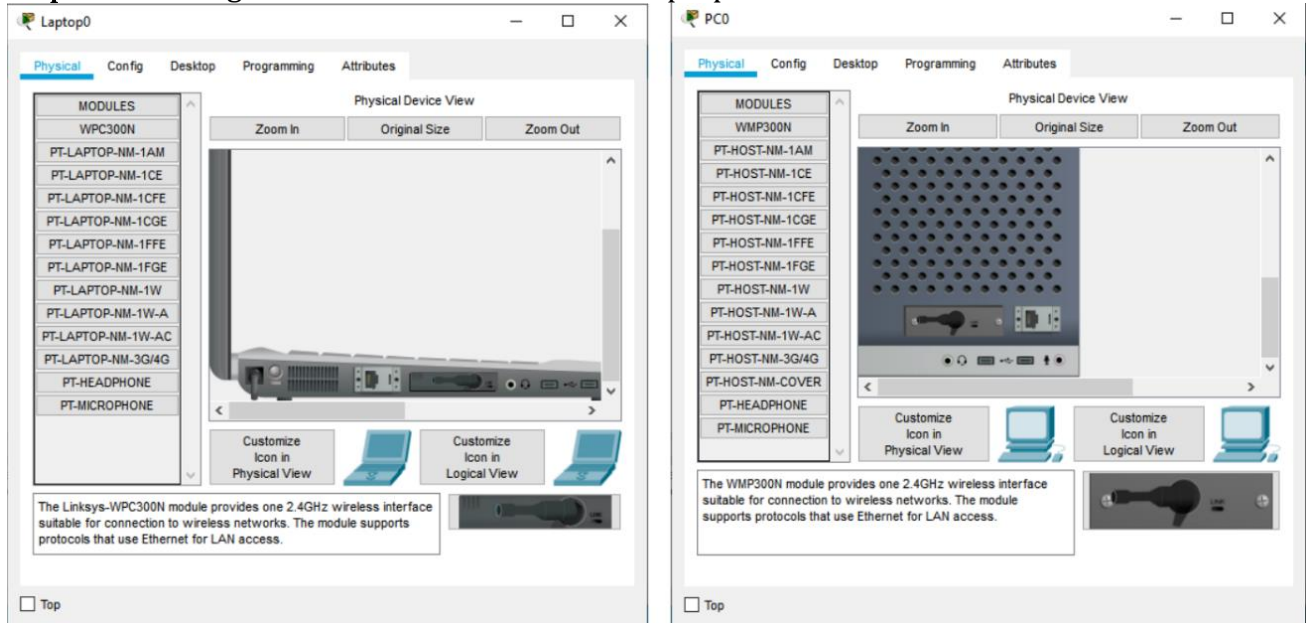 Laptop0
Physical Config Desktop Programming Attributes
MODULES
WPC300N
PT-LAPTOP-NM-1AM
PT-LAPTOP-NM-1CE
PT-LAPTOP-NM-1CFE
PT-LAPTOP-NM-1CGE
PT-LAPTOP-NM-1FFE
PT-LAPTOP-NM-1FGE
PT-LAPTOP-NM-1W
PT-LAPTOP-NM-1W-A
PT-LAPTOP-NM-1W-AC
PT-LAPTOP-NM-3G/4G
PT-HEADPHONE
PT-MICROPHONE
Physical Device View
Zoom In Original Size Zoom Out
Customize
Icon in
Physical View
Customize
Icon in
Logical View
The Linksys-WPC300N module provides one 2.4GHz wireless interface
suitable for connection to wireless networks. The module supports
protocols that use Ethernet for LAN access.
Top
PC0
Physical Config Desktop Programming Attributes
MODULES
WMP300N
PT-HOST-NM-1AM
PT-HOST-NM-1CE
PT-HOST-NM-1CFE
PT-HOST-NM-1CGE
PT-HOST-NM-1FFE
PT-HOST-NM-1FGE
PT-HOST-NM-1W
PT-HOST-NM-1W-A
PT-HOST-NM-1W-AC
PT-HOST-NM-3G/4G
PT-HOST-NM-COVER
PT-HEADPHONE
PT-MICROPHONE
Physical Device View
Zoom In Original Size Zoom Out
Customize
Icon in
Physical View
Customize
Icon in
Logical View
The WMP300N module provides one 2.4GHz wireless interface
suitable for connection to wireless networks. The module
supports protocols that use Ethernet for LAN access.
Top